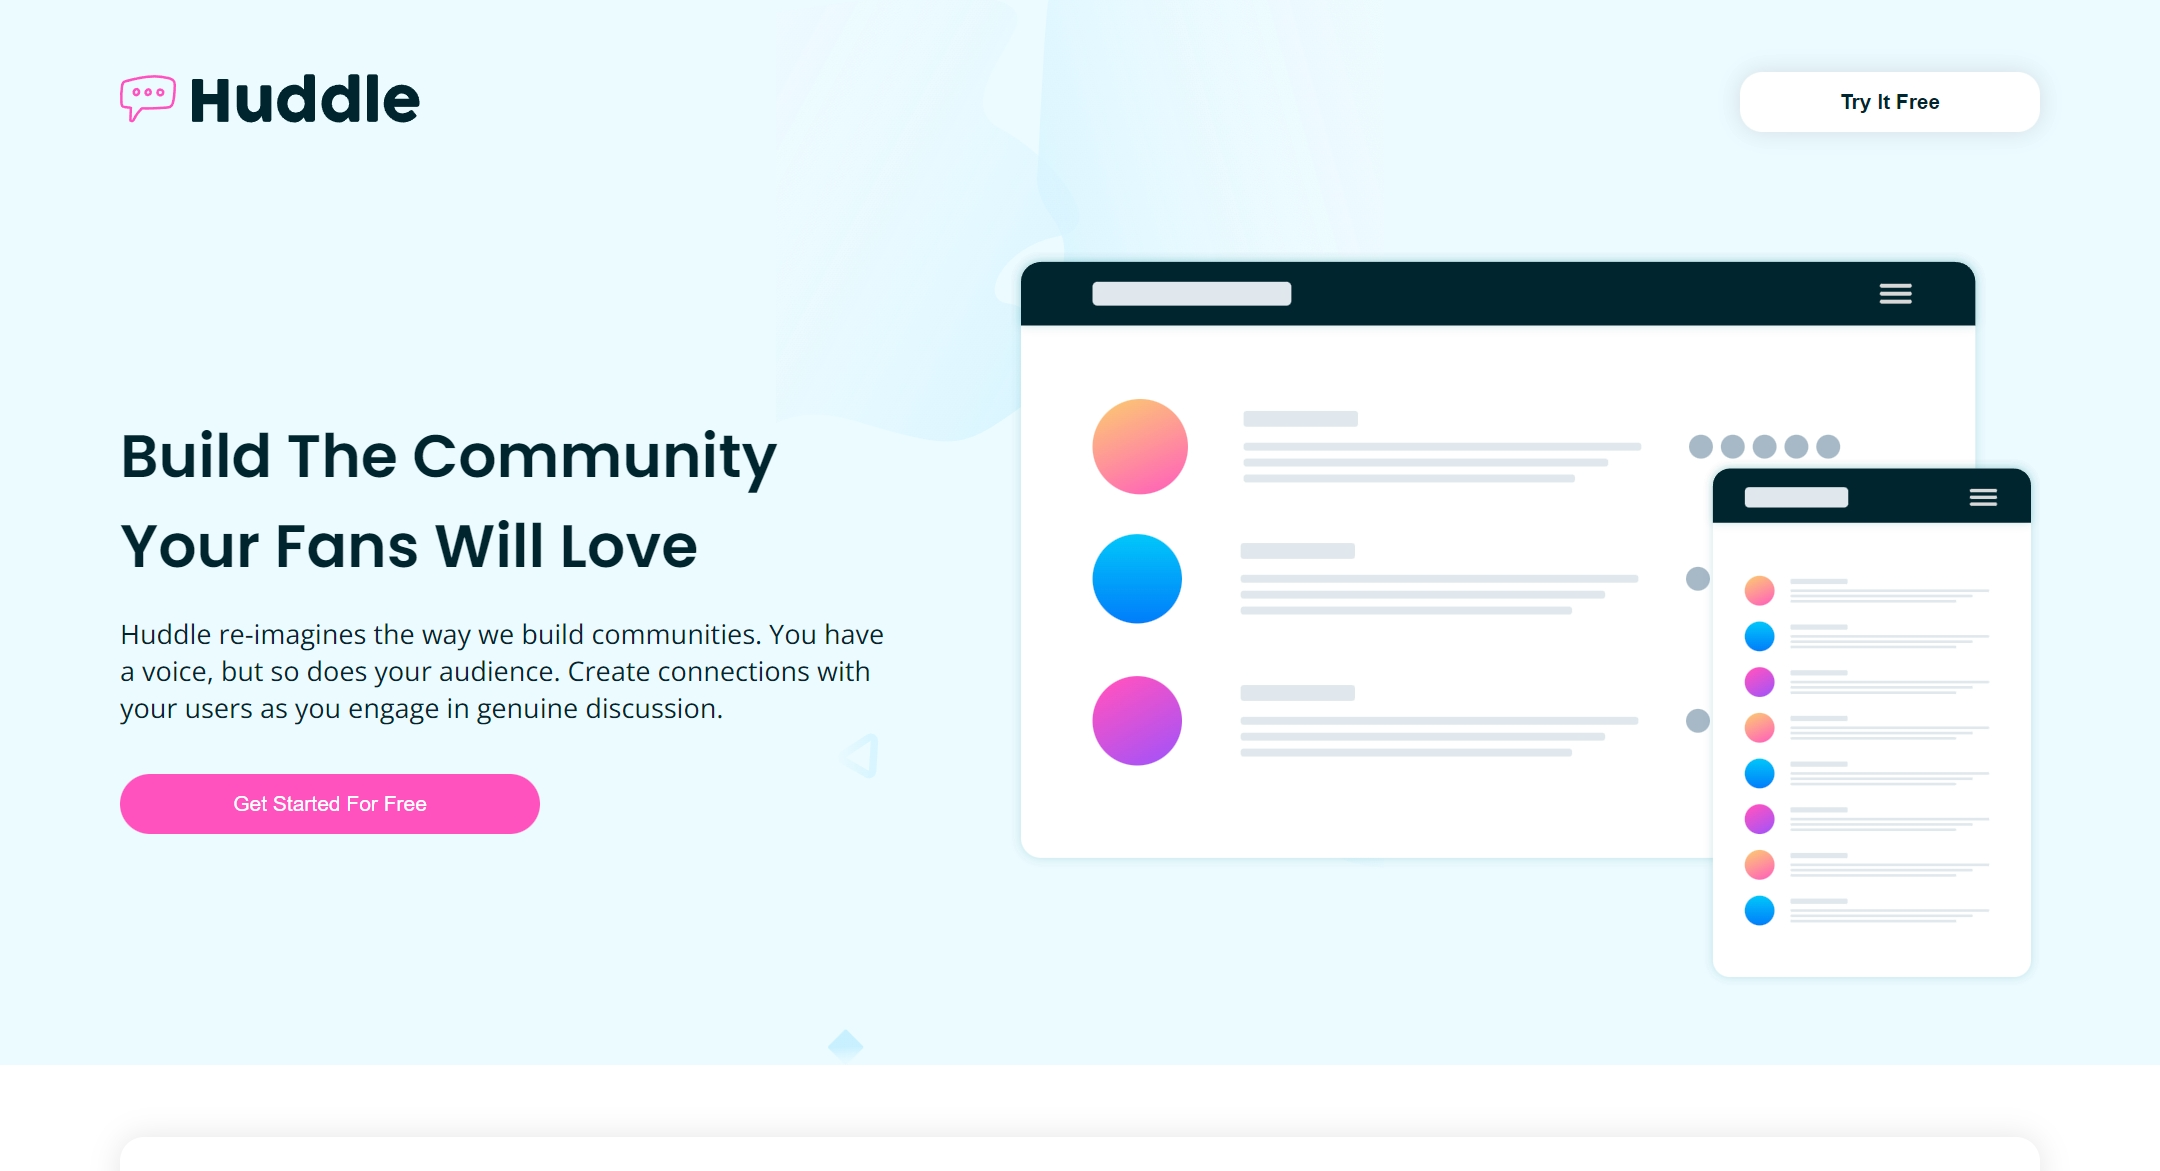 Huddle
Try It Free
Build The Community
Your Fans Will Love
Huddle re-imagines the way we build communities. You have
a voice, but so does your audience. Create connections with
your users as you engage in genuine discussion.
Get Started For Free